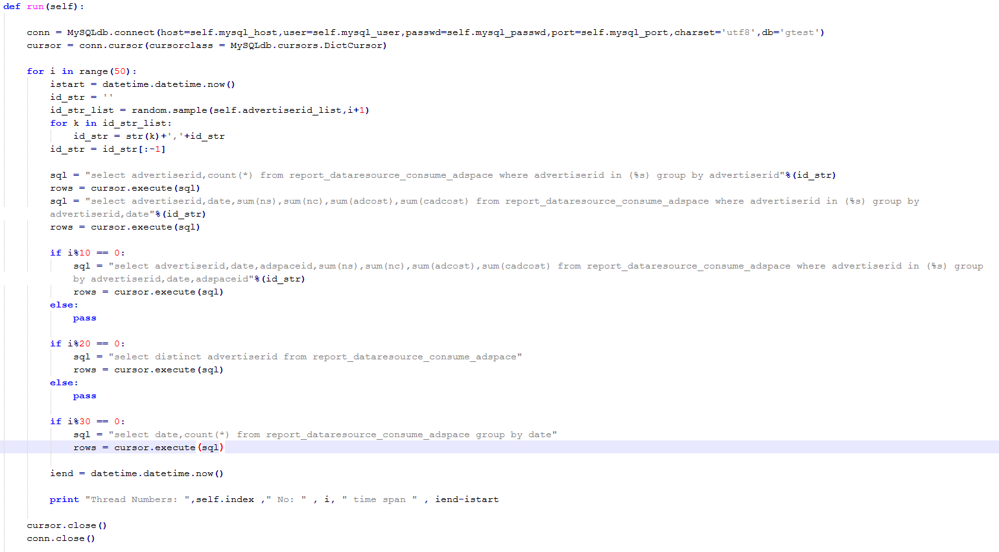 def run(self):
conn = MySQLdb.connect(host=self.mysql_host,user=self.mysql_user,passwd=self.mysql_passwd,port=self.mysql_port,charset='utf8',db='gtest')
cursor = conn.cursor(cursorclass = MySQLdb.cursors.DictCursor)
for i in range(50):
istart = datetime.datetime.now()
id_str = ''
id_str_list = random.sample(self.advertiserid_list,i+1)
for k in id_str_list:
id_str = str(k)+','+id_str
id_str = id_str[:-1]
sql = "select advertiserid,count(*) from report_dataresource_consume_adspace where advertiserid in (%s) group by advertiserid"%(id_str)
rows = cursor.execute(sql)
sql = "select advertiserid,date,sum(ns),sum(nc),sum(adcost),sum(cadcost) from report_dataresource_consume_adspace where advertiserid in (%s) group by
advertiserid,date"%(id_str)
rows = cursor.execute(sql)
if i%10 == 0:
sql = "select advertiserid,date,adspaceid,sum(ns),sum(nc),sum(adcost),sum(cadcost) from report_dataresource_consume_adspace where advertiserid in (%s) group
by advertiserid,date,adspaceid"%(id_str)
rows = cursor.execute(sql)
else:
pass
if i%20 == 0:
sql = "select distinct advertiserid from report_dataresource_consume_adspace"
rows = cursor.execute(sql)
else:
pass
if i%30 == 0:
sql = "select date,count(*) from report_dataresource_consume_adspace group by date"
rows = cursor.execute(sql)
iend = datetime.datetime.now()
print "Thread Numbers: ",self.index ," No: " , i, " time span " , iend-istart
cursor.close()
conn.close()